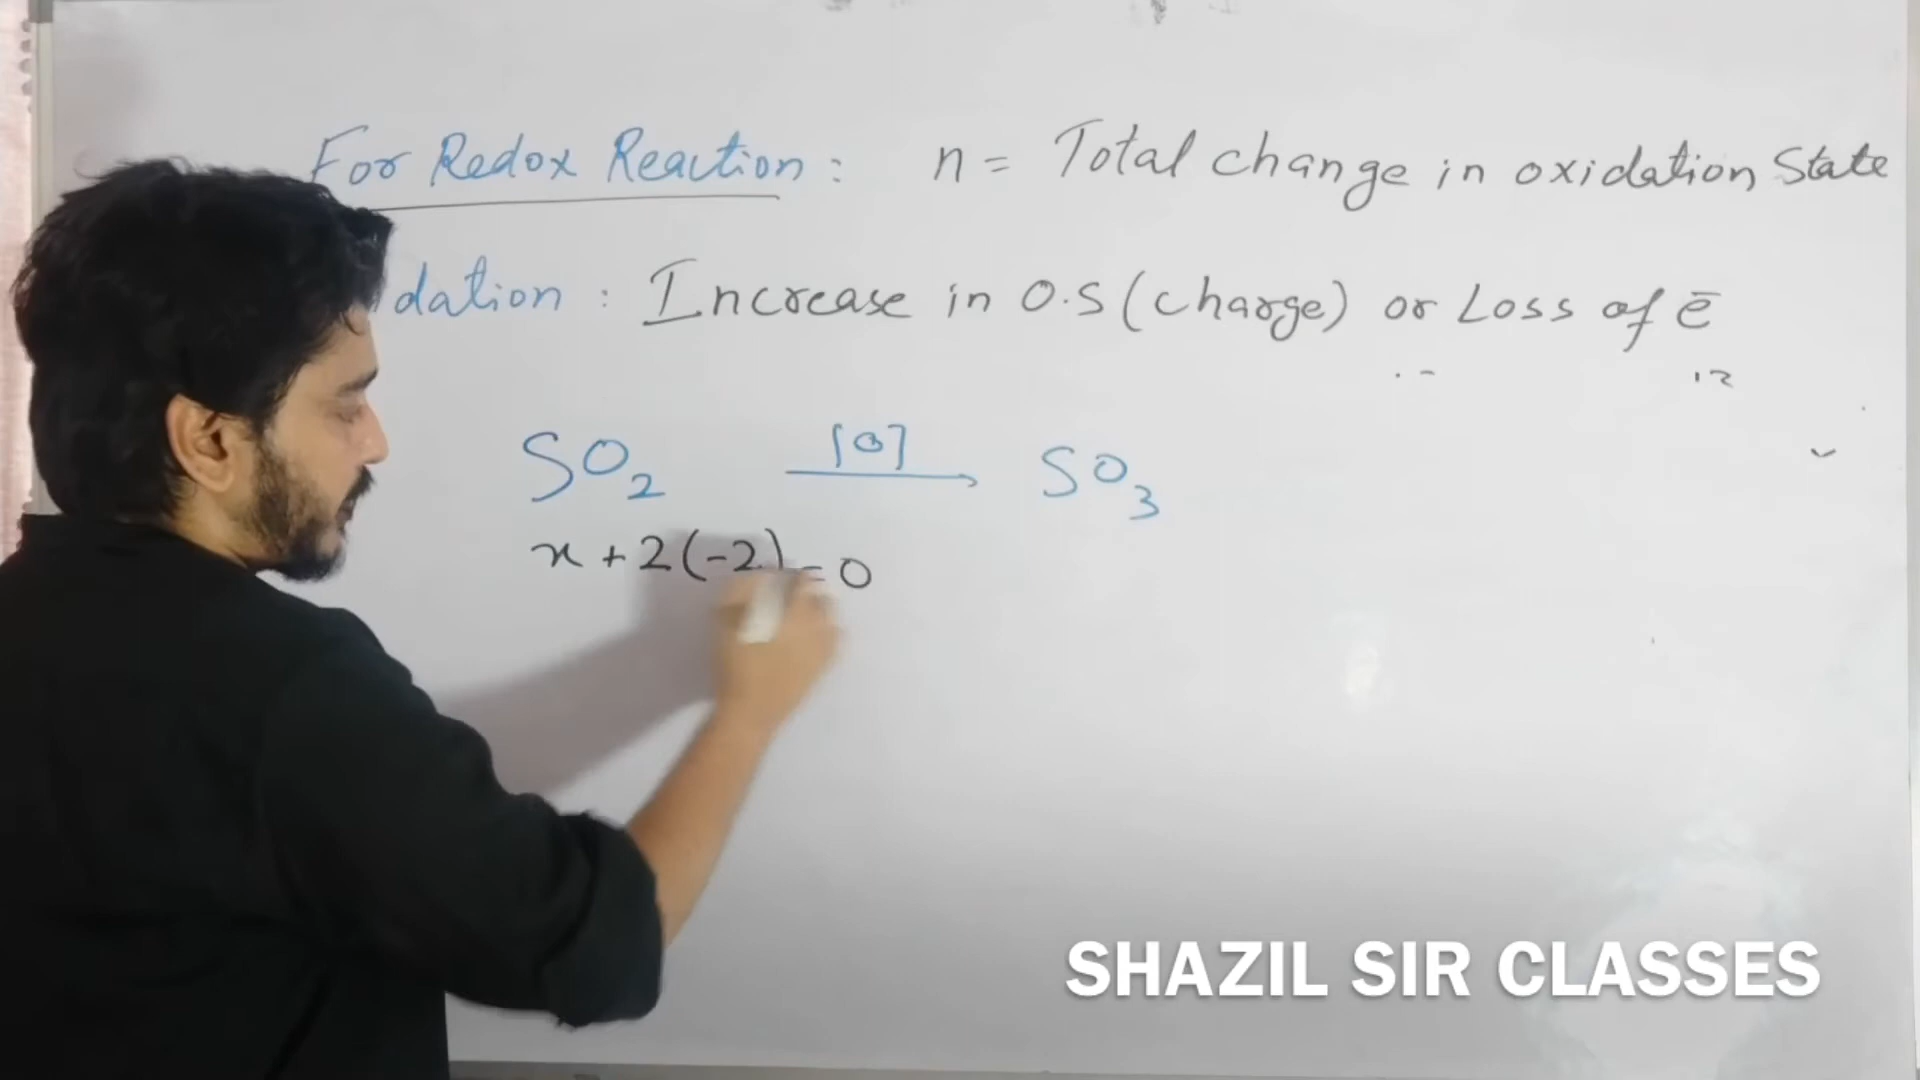 For Redox Reaction : n = Total change in oxidation State
dation : Increase in O.S (charge) or Loss of ē
SO₂ [O] → SO₃
x + 2(-2) = 0
SHAZIL SIR CLASSES